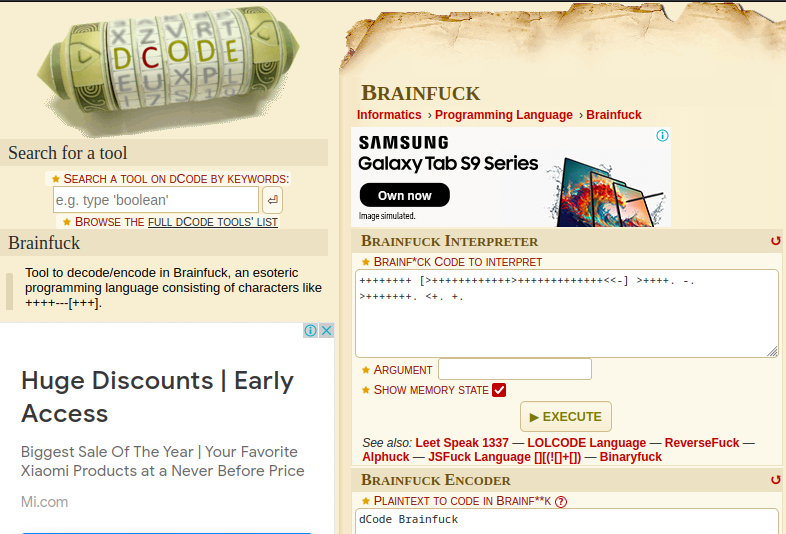 X Z V R T
D C O D E
E U X P L
Search for a tool
★ Search a tool on dCode by keywords:
e.g. type 'boolean'
★ Browse the full dCode tools' list
Brainfuck
Tool to decode/encode in Brainfuck, an esoteric
programming language consisting of characters like
++++---[+++].
Huge Discounts | Early
Access
Biggest Sale Of The Year | Your Favorite
Xiaomi Products at a Never Before Price
Mi.com
Brainfuck
Informatics › Programming Language › Brainfuck
SAMSUNG
Galaxy Tab S9 Series
Own now
Image simulated.
Brainfuck Interpreter
★ Brainf*ck Code to interpret
++++++++ [>++++++++++++>+++++++++++++<<-] >++++. -.
>+++++++. <+. +.
★ Argument
★ Show memory state
▶ EXECUTE
See also: Leet Speak 1337 — LOLCODE Language — ReverseFuck —
Alphuck — JSFuck Language [][(![]+[]) — Binaryfuck
Brainfuck Encoder
★ Plaintext to code in Brainf**k ?
dCode Brainfuck